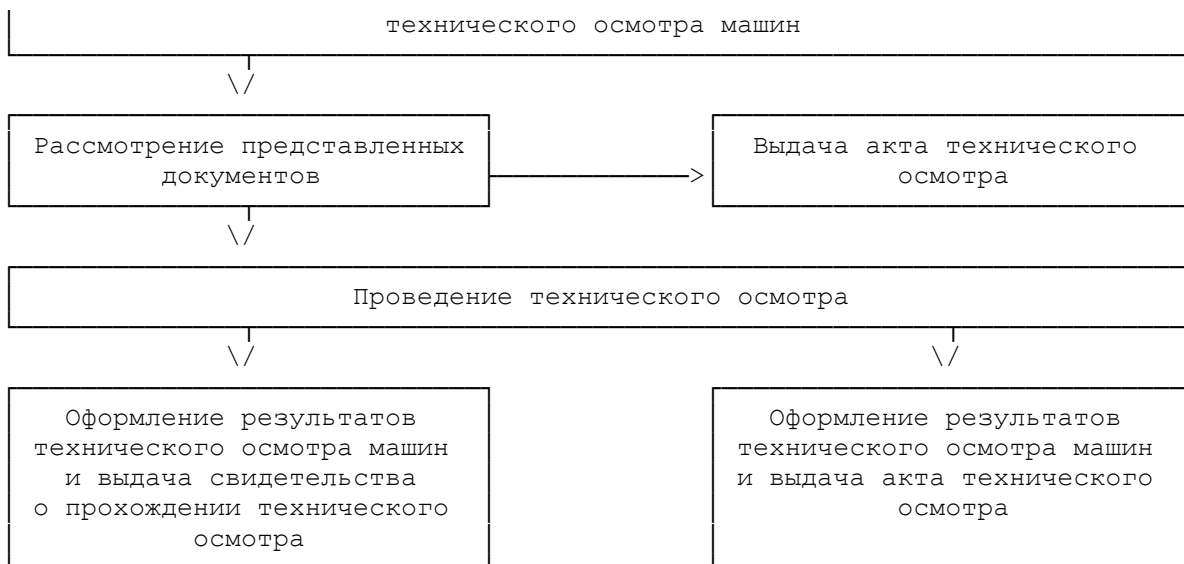 технического осмотра машин
Рассмотрение представленных
документов
Выдача акта технического
осмотра
Проведение технического осмотра
Оформление результатов
технического осмотра машин
и выдача свидетельства
о прохождении технического
осмотра
Оформление результатов
технического осмотра машин
и выдача акта технического
осмотра